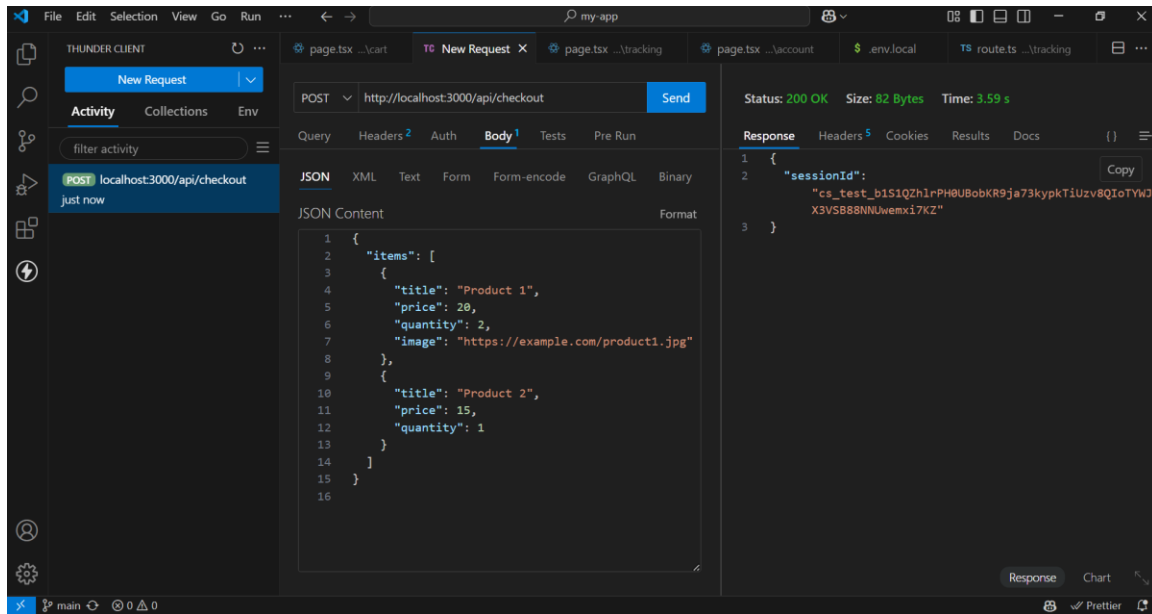 File Edit Selection View Go Run ··· ← → my-app
THUNDER CLIENT ···
New Request
Activity Collections Env
filter activity
POST localhost:3000/api/checkout
just now
page.tsx ...\cart TC New Request × page.tsx ...\tracking page.tsx ...\account $ .env.local TS route.ts ...\tracking ···
POST http://localhost:3000/api/checkout Send
Query Headers 2 Auth Body 1 Tests Pre Run
JSON XML Text Form Form-encode GraphQL Binary
JSON Content Format
1 {
2 "items": [
3 {
4 "title": "Product 1",
5 "price": 20,
6 "quantity": 2,
7 "image": "https://example.com/product1.jpg"
8 },
9 {
10 "title": "Product 2",
11 "price": 15,
12 "quantity": 1
13 }
14 ]
15 }
16
Status: 200 OK Size: 82 Bytes Time: 3.59 s
Response Headers 5 Cookies Results Docs {}
Copy
1 {
2 "sessionId":
"cs_test_b1S1QZhlrPH0UBobKR9ja73kypkTiUzv8QIoTYWJ
X3VSB88NNUwemxi7KZ"
3 }
Response Chart
main 0 0 Prettier